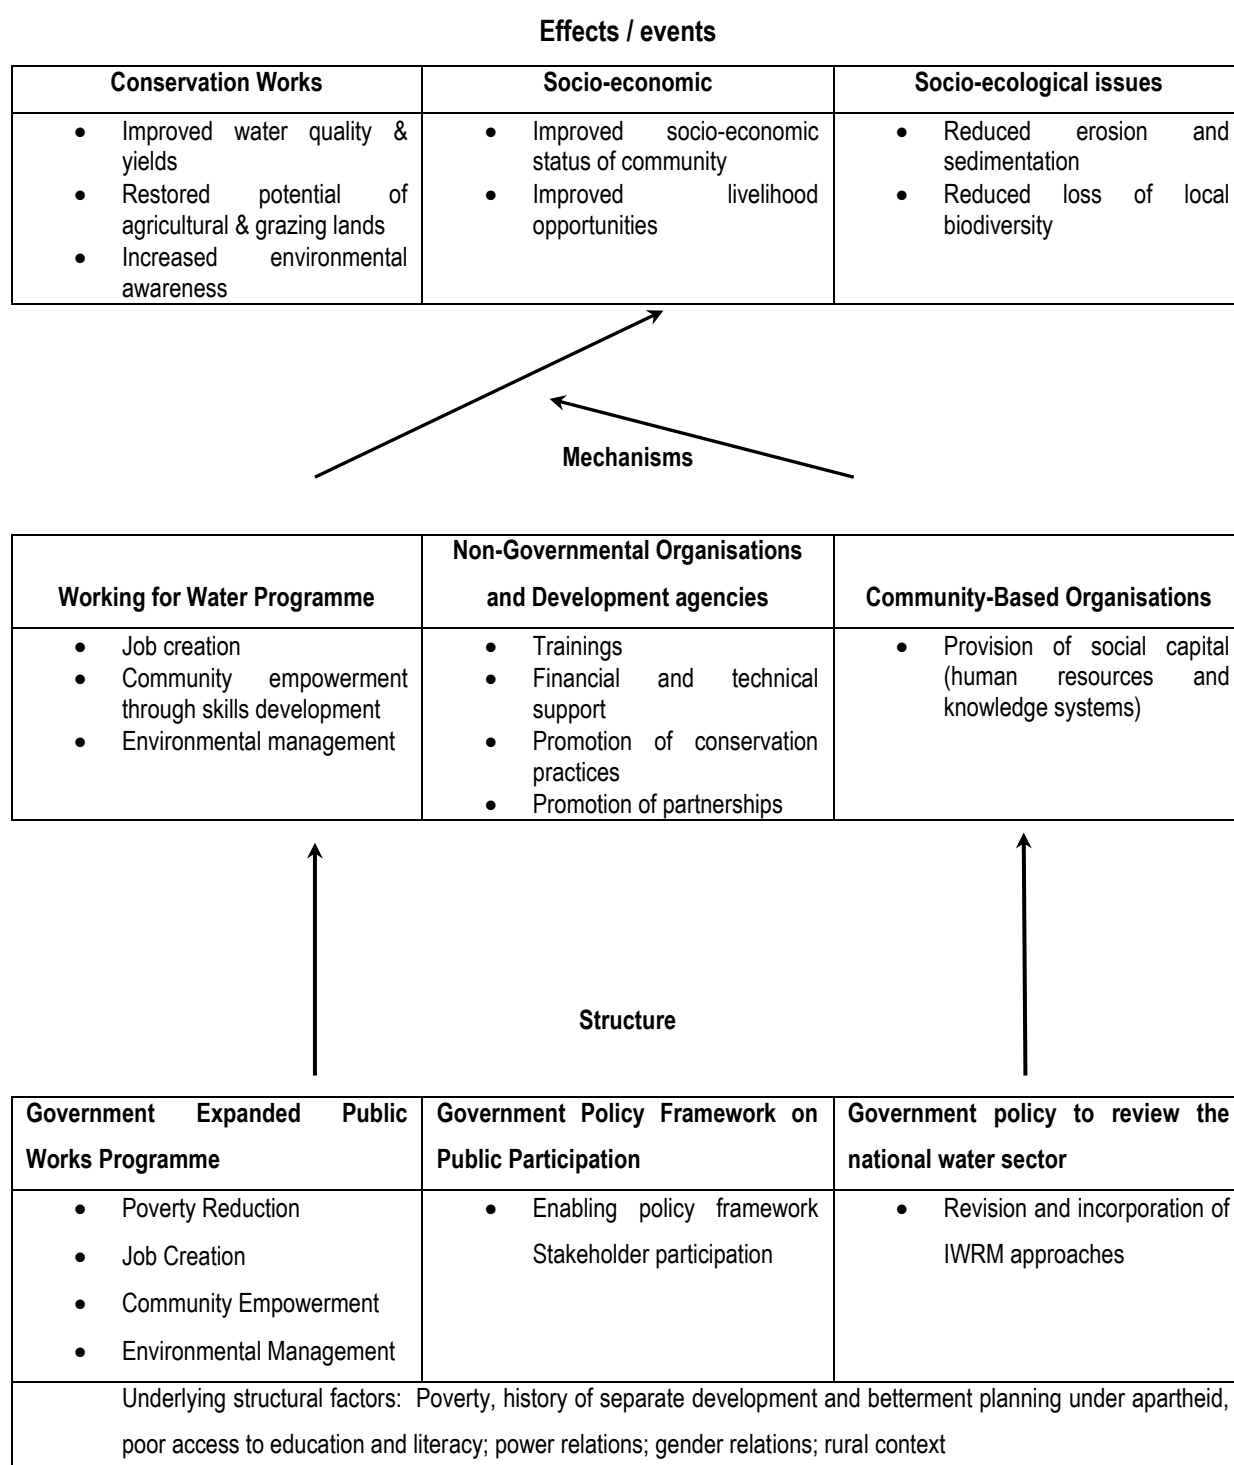 Effects / events
Conservation Works
Socio-economic
Socio-ecological issues
• Improved water quality &
yields
• Restored potential of
agricultural & grazing lands
• Increased environmental
awareness
• Improved socio-economic
status of community
• Improved livelihood
opportunities
• Reduced erosion and
sedimentation
• Reduced loss of local
biodiversity
Mechanisms
Working for Water Programme
Non-Governmental Organisations
and Development agencies
Community-Based Organisations
• Job creation
• Community empowerment
through skills development
• Environmental management
• Trainings
• Financial and technical
support
• Promotion of conservation
practices
• Promotion of partnerships
• Provision of social capital
(human resources and
knowledge systems)
Structure
Government Expanded Public
Works Programme
Government Policy Framework on
Public Participation
Government policy to review the
national water sector
• Poverty Reduction
• Job Creation
• Community Empowerment
• Environmental Management
• Enabling policy framework
Stakeholder participation
• Revision and incorporation of
IWRM approaches
Underlying structural factors: Poverty, history of separate development and betterment planning under apartheid,
poor access to education and literacy; power relations; gender relations; rural context